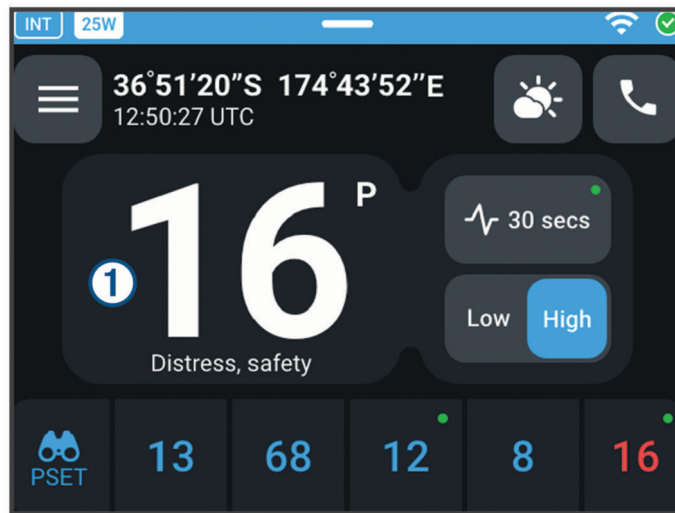 INT 25W
36°51'20"S 174°43'52''E
12:50:27 UTC
16 P
1
Distress, safety
30 secs
Low High
PSET 13 68 12 8 16